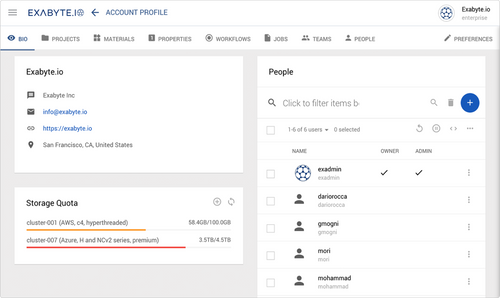 EXABYTE.IO
ACCOUNT PROFILE
Exabyte.io
enterprise
BIO
PROJECTS
MATERIALS
PROPERTIES
WORKFLOWS
JOBS
TEAMS
PEOPLE
PREFERENCES
Exabyte.io
Exabyte Inc
info@exabyte.io
https://exabyte.io
San Francisco, CA, United States
Storage Quota
cluster-001 (AWS, c4, hyperthreaded) 58.4GB/100.0GB
cluster-007 (Azure, H and NCv2 series, premium) 3.5TB/4.5TB
People
Click to filter items b
1-6 of 6 users 0 selected
NAME OWNER ADMIN
exadmin
exadmin
dariorocca
dariorocca
gmogni
gmogni
mori
mori
mohammad
mohammad